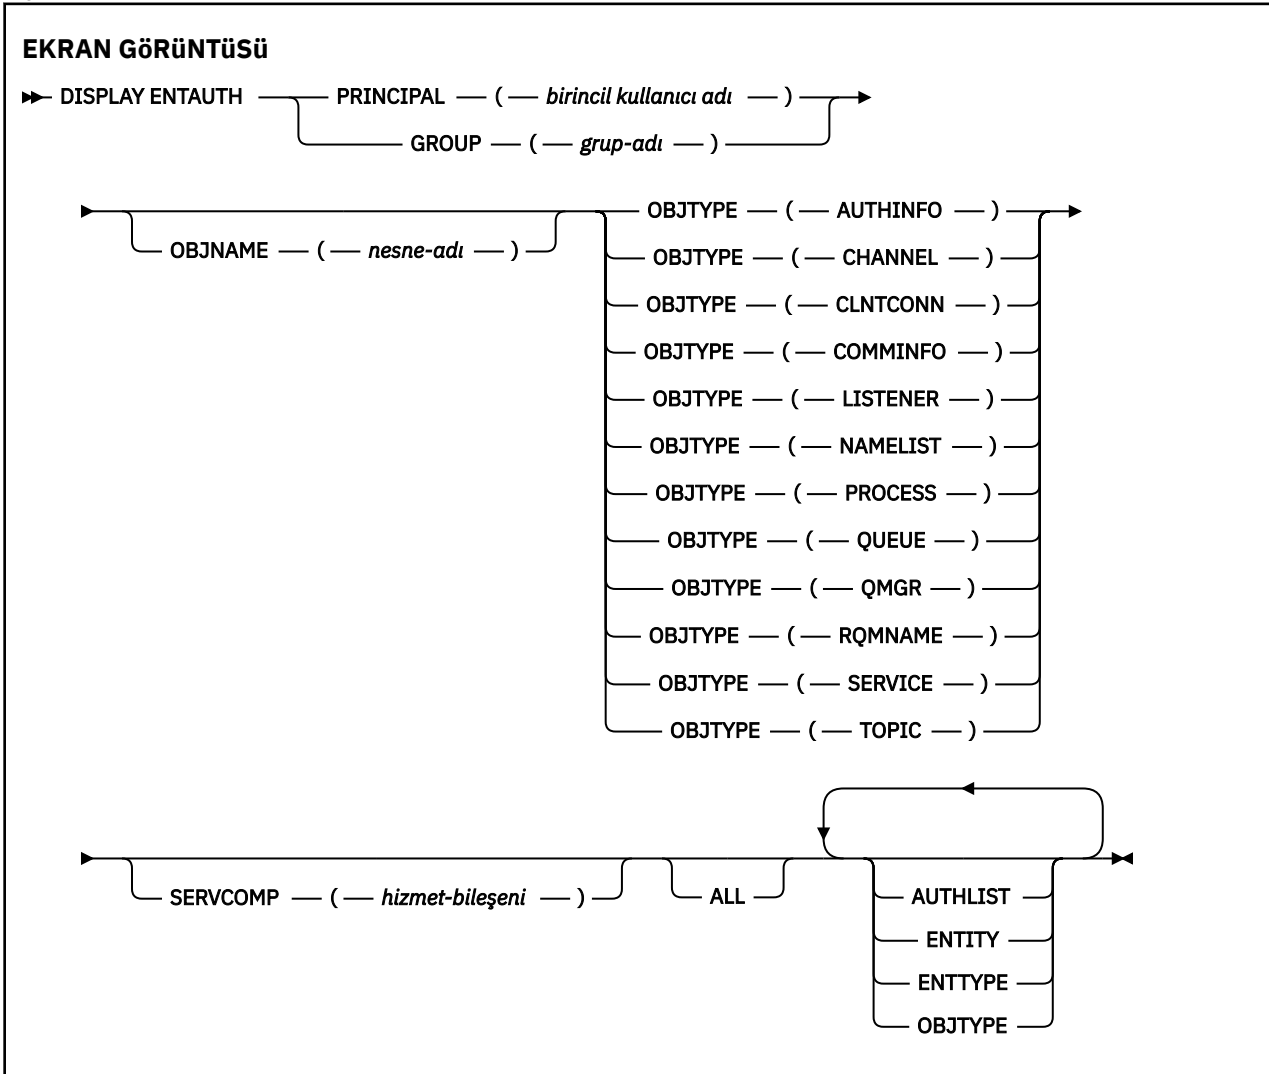 EKRAN GöRüNTüSü
DISPLAY ENTAUTH PRINCIPAL ( birincil kullanıcı adı )
GROUP ( grup-adı )
OBJTYPE ( AUTHINFO )
OBJNAME ( nesne-adı )
OBJTYPE ( CHANNEL )
OBJTYPE ( CLNTCONN )
OBJTYPE ( COMMINFO )
OBJTYPE ( LISTENER )
OBJTYPE ( NAMELIST )
OBJTYPE ( PROCESS )
OBJTYPE ( QUEUE )
OBJTYPE ( QMGR )
OBJTYPE ( RQMNAME )
OBJTYPE ( SERVICE )
OBJTYPE ( TOPIC )
SERVCOMP ( hizmet-bileşeni ) ALL AUTHLIST
ENTITY
ENTTYPE
OBJTYPE